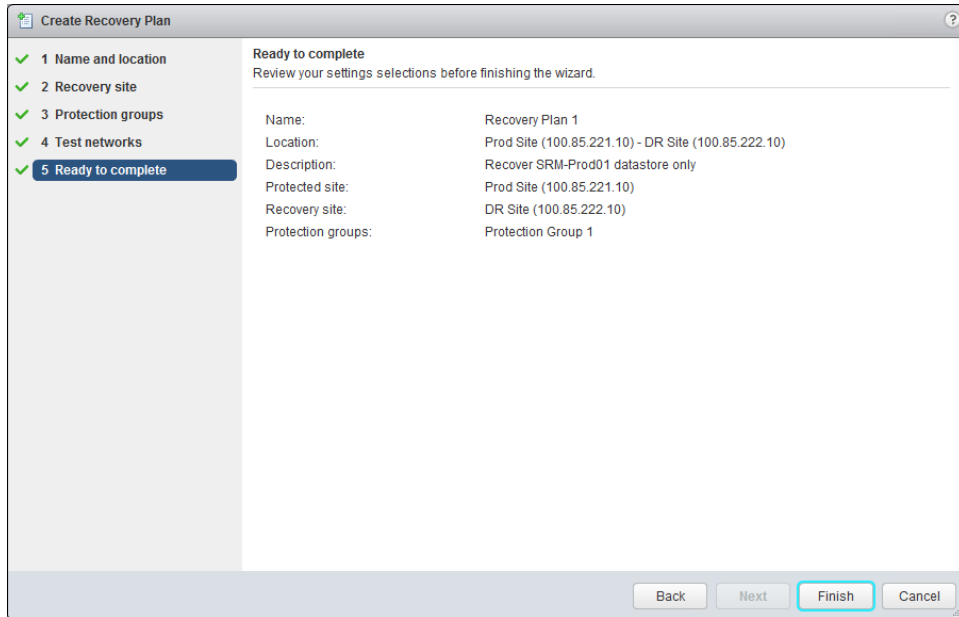 Create Recovery Plan
?
1 Name and location
2 Recovery site
3 Protection groups
4 Test networks
5 Ready to complete
Ready to complete
Review your settings selections before finishing the wizard.
Name: Recovery Plan 1
Location: Prod Site (100.85.221.10) - DR Site (100.85.222.10)
Description: Recover SRM-Prod01 datastore only
Protected site: Prod Site (100.85.221.10)
Recovery site: DR Site (100.85.222.10)
Protection groups: Protection Group 1
Back Next Finish Cancel